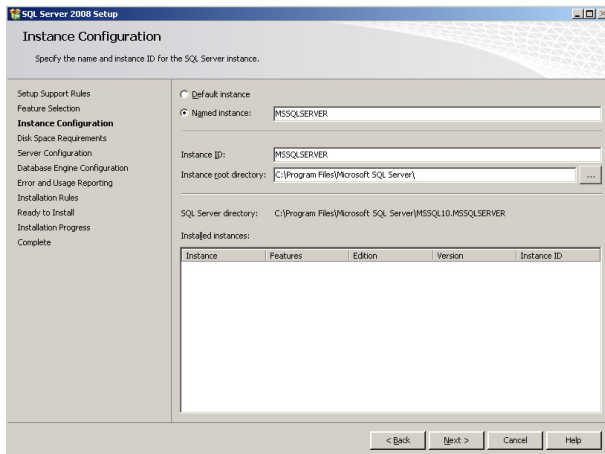 SQL Server 2008 Setup
Instance Configuration
Specify the name and instance ID for the SQL Server instance.
Setup Support Rules
Feature Selection
Instance Configuration
Disk Space Requirements
Server Configuration
Database Engine Configuration
Error and Usage Reporting
Installation Rules
Ready to Install
Installation Progress
Complete
Default instance
Named instance: MSSQLSERVER
Instance ID: MSSQLSERVER
Instance root directory: C:\Program Files\Microsoft SQL Server\ ...
SQL Server directory: C:\Program Files\Microsoft SQL Server\MSSQL10.MSSQLSERVER
Installed instances:
Instance Features Edition Version Instance ID
< Back Next > Cancel Help